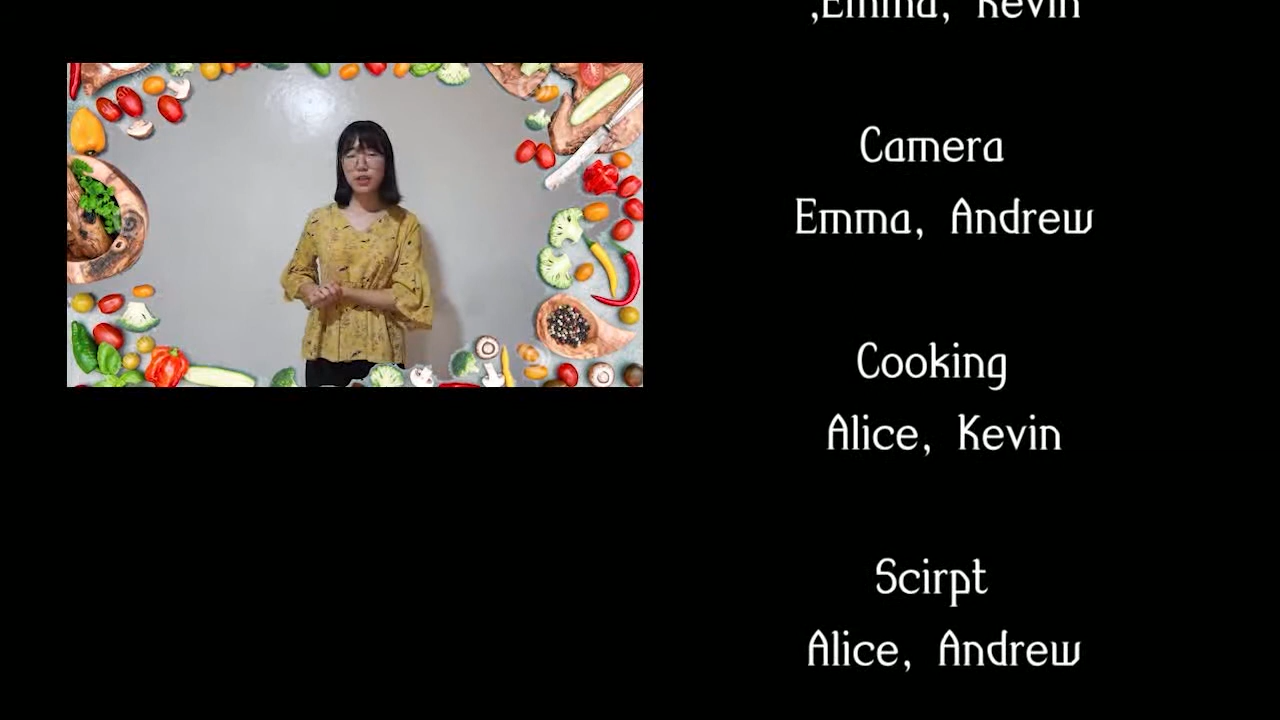 ,Emma, Kevin
Camera
Emma, Andrew
Cooking
Alice, Kevin
Scirpt
Alice, Andrew